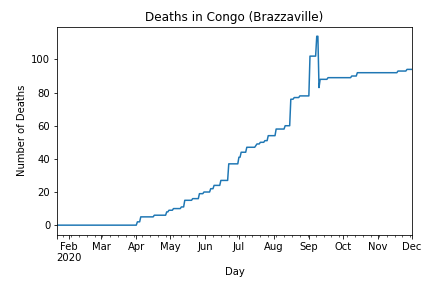 Deaths in Congo (Brazzaville)
Number of Deaths
100
80
60
40
20
0
Feb Mar Apr May Jun Jul Aug Sep Oct Nov Dec
2020
Day